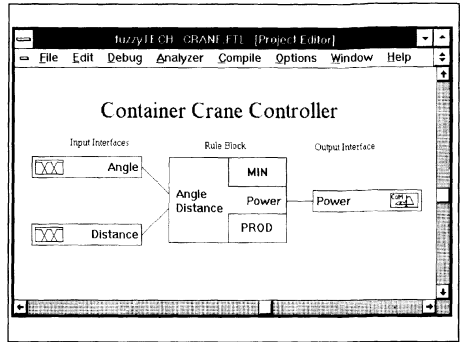 fuzzyTECH CRANE.FTL [Project Editor]
File Edit Debug Analyzer Compile Options Window Help
Container Crane Controller
Input Interfaces Rule Block Output Interface
Angle
MIN
Angle
Distance
Power
Power
CoM
Distance
PROD